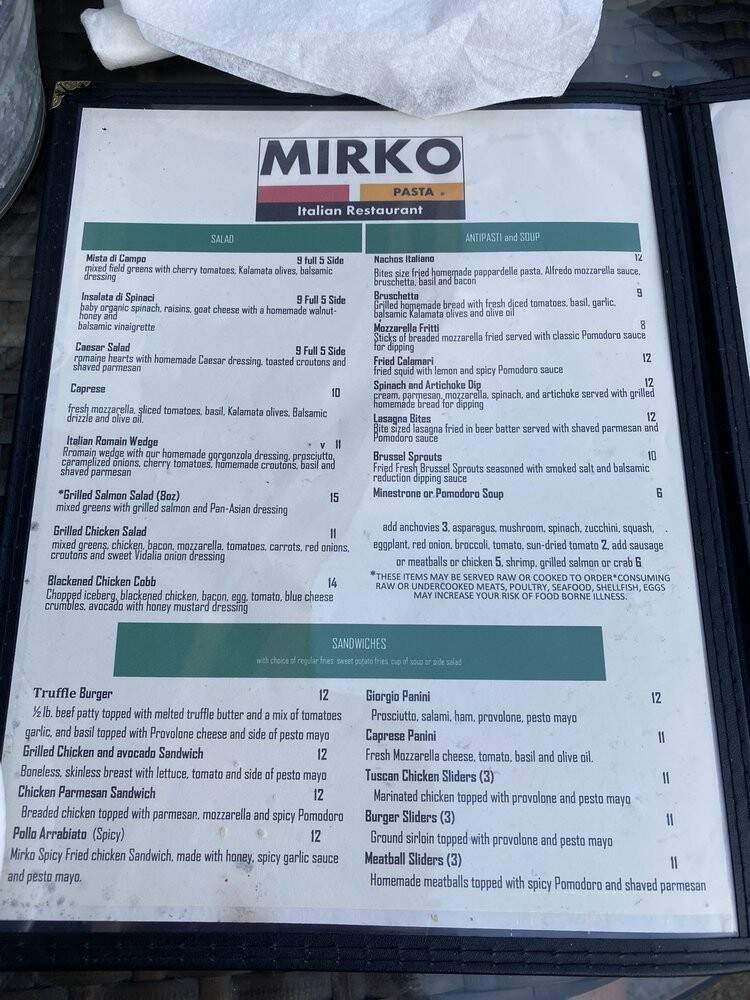 MIRKO
PASTA
Italian Restaurant
SALAD
Mista di Campo 9 full 5 Side
mixed field greens with cherry tomatoes, Kalamata olives, balsamic
dressing
Insalata di Spinaci 9 Full 5 Side
baby organic spinach, raisins, goat cheese with a homemade walnut-
honey and
balsamic vinaigrette
Caesar Salad 9 Full 5 Side
romaine hearts with homemade Caesar dressing, toasted croutons and
shaved parmesan
Caprese 10
fresh mozzarella, sliced tomatoes, basil, Kalamata olives, Balsamic
drizzle and olive oil.
Italian Romain Wedge v 11
Rromain wedge with our homemade gorgonzola dressing, prosciutto,
caramelized onions, cherry tomatoes, homemade croutons, basil and
shaved parmesan
*Grilled Salmon Salad (8oz) 15
mixed greens with grilled salmon and Pan-Asian dressing
Grilled Chicken Salad 11
mixed greens, chicken, bacon, mozzarella, tomatoes, carrots, red onions,
croutons and sweet Vidalia onion dressing
Blackened Chicken Cobb 14
Chopped iceberg, blackened chicken, bacon, egg, tomato, blue cheese
crumbles, avocado with honey mustard dressing
ANTIPASTI and SOUP
Nachos Italiano 12
Bites size fried homemade pappardelle pasta, Alfredo mozzarella sauce,
bruschetta, basil and bacon
Bruschetta 9
Grilled homemade bread with fresh diced tomatoes, basil, garlic,
balsamic Kalamata olives and olive oil
Mozzarella Fritti 8
Sticks of breaded mozzarella fried served with classic Pomodoro sauce
for dipping
Fried Calamari 12
fried squid with lemon and spicy Pomodoro sauce
Spinach and Artichoke Dip 12
cream, parmesan, mozzarella, spinach, and artichoke served with grilled
homemade bread for dipping
Lasagna Bites 12
Bite sized lasagna fried in beer batter served with shaved parmesan and
Pomodoro sauce
Brussel Sprouts 10
Fried Fresh Brussel Sprouts seasoned with smoked salt and balsamic
reduction dipping sauce
Minestrone or Pomodoro Soup 6
add anchovies 3, asparagus, mushroom, spinach, zucchini, squash,
eggplant, red onion, broccoli, tomato, sun-dried tomato 2, add sausage
or meatballs or chicken 5, shrimp, grilled salmon or crab 6
*THESE ITEMS MAY BE SERVED RAW OR COOKED TO ORDER*CONSUMING
RAW OR UNDERCOOKED MEATS, POULTRY, SEAFOOD, SHELLFISH, EGGS
MAY INCREASE YOUR RISK OF FOOD BORNE ILLNESS.
SANDWICHES
with choice of regular fries, sweet potato fries, cup of soup or side salad
Truffle Burger 12
½ lb. beef patty topped with melted truffle butter and a mix of tomatoes
garlic, and basil topped with Provolone cheese and side of pesto mayo
Grilled Chicken and avocado Sandwich 12
Boneless, skinless breast with lettuce, tomato and side of pesto mayo
Chicken Parmesan Sandwich 12
Breaded chicken topped with parmesan, mozzarella and spicy Pomodoro
Pollo Arrabiato (Spicy) 12
Mirko Spicy Fried chicken Sandwich, made with honey, spicy garlic sauce
and pesto mayo.
Giorgio Panini 12
Prosciutto, salami, ham, provolone, pesto mayo
Caprese Panini 11
Fresh Mozzarella cheese, tomato, basil and olive oil.
Tuscan Chicken Sliders (3) 11
Marinated chicken topped with provolone and pesto mayo
Burger Sliders (3) 11
Ground sirloin topped with provolone and pesto mayo
Meatball Sliders (3) 11
Homemade meatballs topped with spicy Pomodoro and shaved parmesan